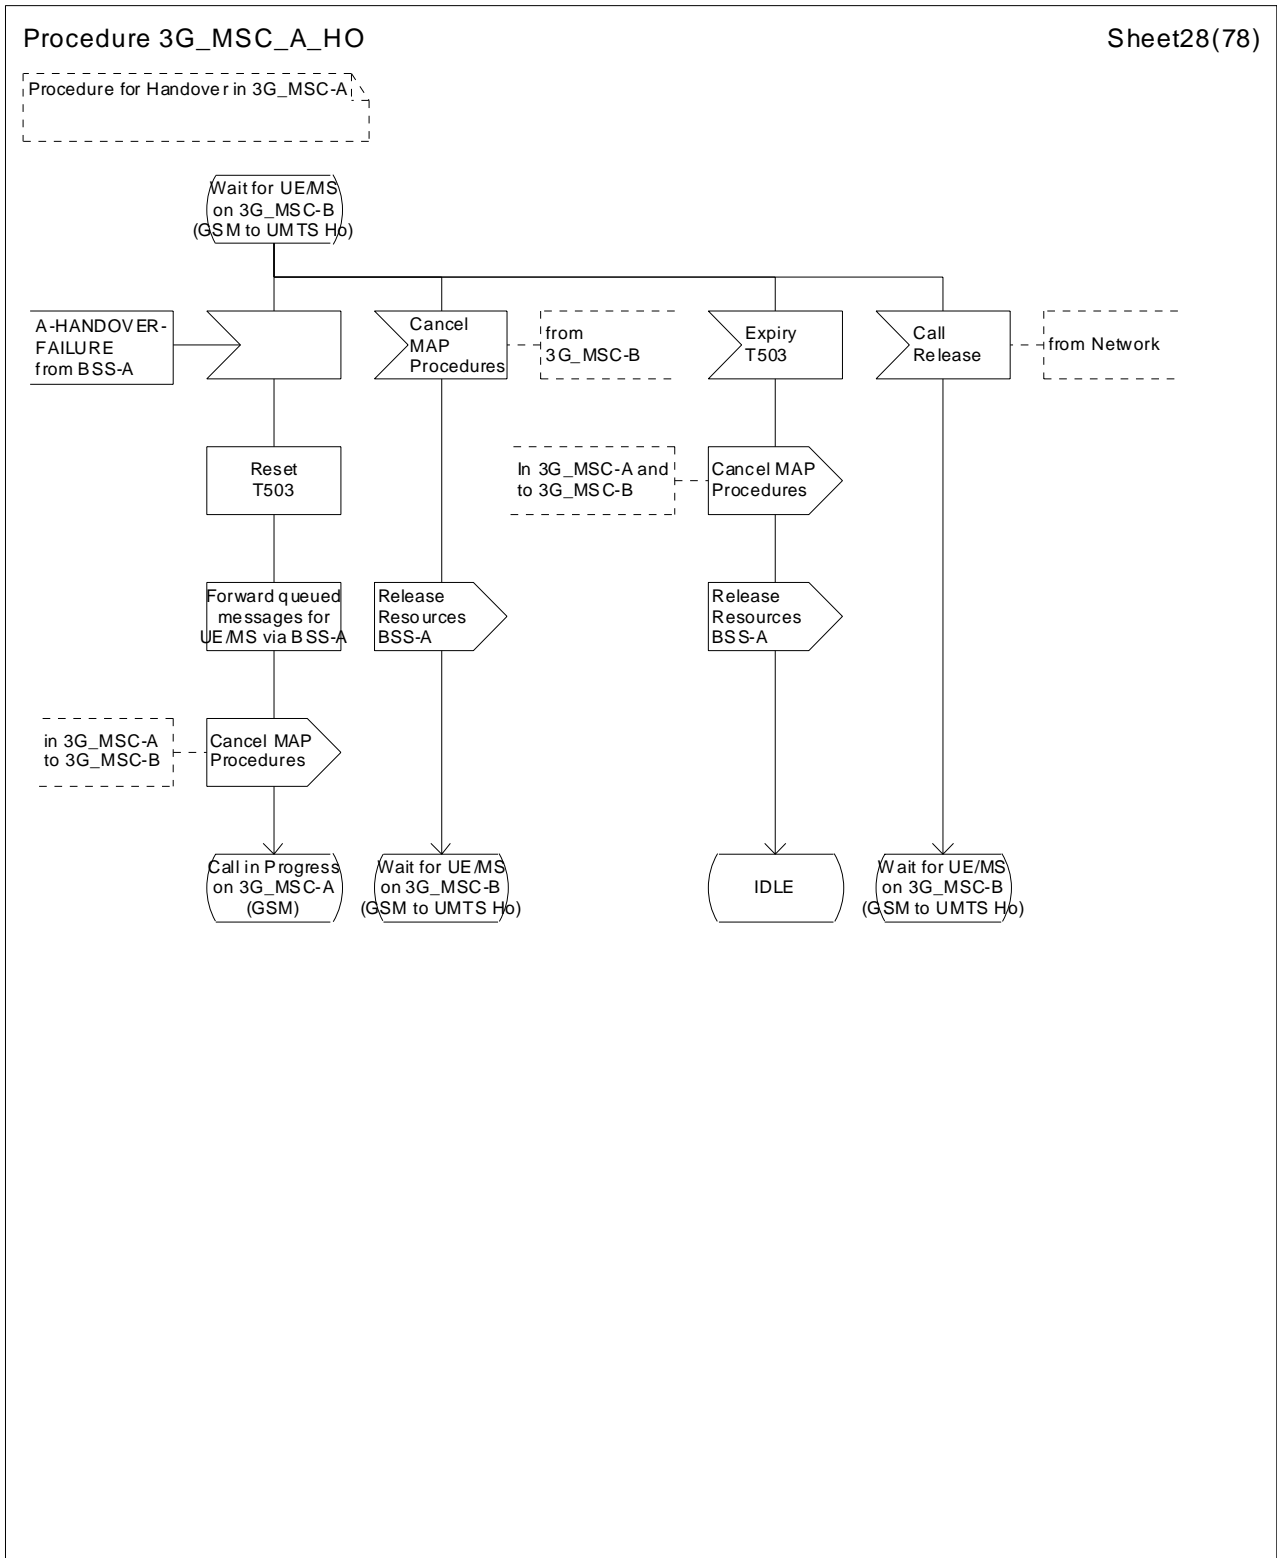 Procedure 3G_MSC_A_HO
Sheet28(78)
Procedure for Handover in 3G_MSC-A
Wait for UE/MS
on 3G_MSC-B
(GSM to UMTS Ho)
A-HANDOVER-
FAILURE
from BSS-A
Cancel
MAP
Procedures
from
3G_MSC-B
Expiry
T503
Call
Release
from Network
Reset
T503
In 3G_MSC-A and
to 3G_MSC-B
Cancel MAP
Procedures
Forward queued
messages for
UE/MS via BSS-A
Release
Resources
BSS-A
Release
Resources
BSS-A
in 3G_MSC-A
to 3G_MSC-B
Cancel MAP
Procedures
Call in Progress
on 3G_MSC-A
(GSM)
Wait for UE/MS
on 3G_MSC-B
(GSM to UMTS Ho)
IDLE
Wait for UE/MS
on 3G_MSC-B
(GSM to UMTS Ho)